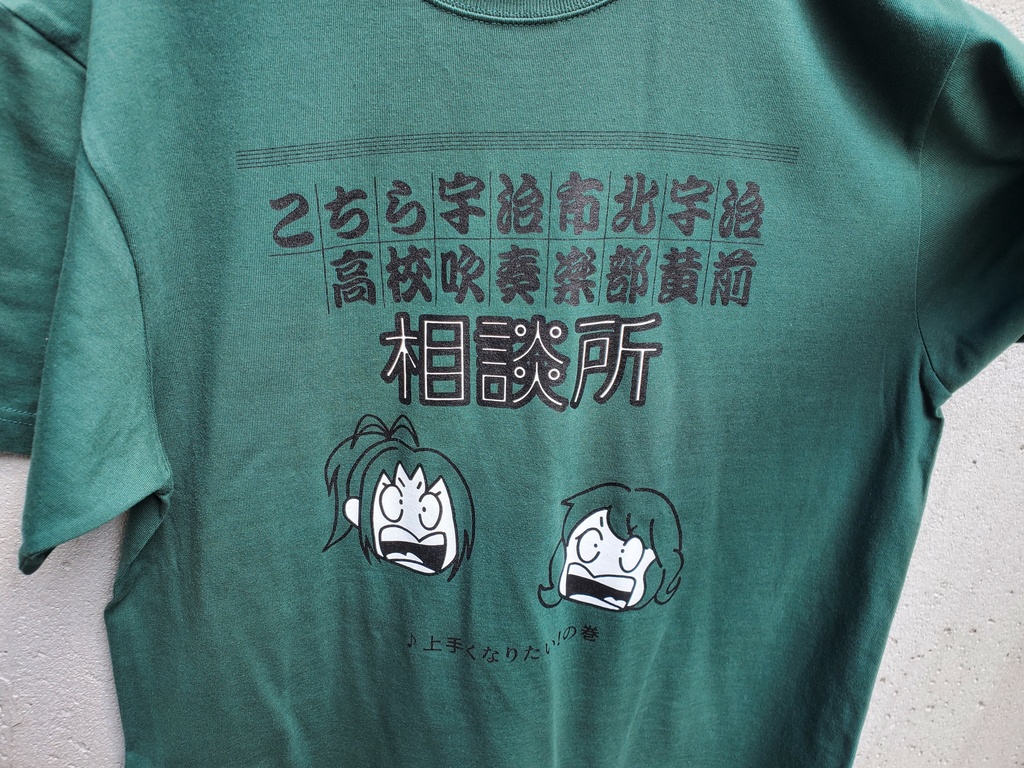 こちら宇治市北宇治
高校吹奏楽部黄前
相談所
♪上手くなりたい!の巻